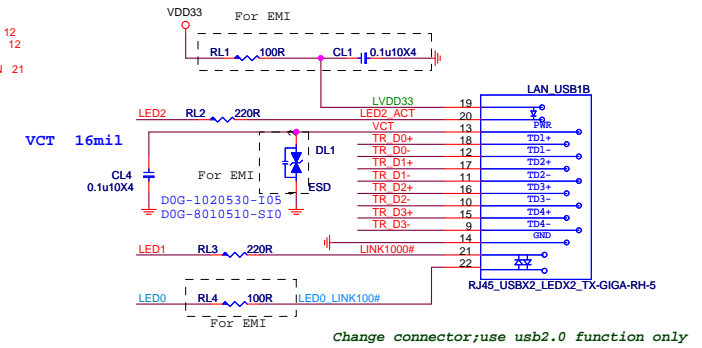 12
12
N 21
VDD33
For EMI
RL1 100R CL1 0.1u10X4
LAN_USB1B
LVDD33 19
LED2 RL2 220R LED2_ACT 20
PWR
VCT 13
TR_D0+ 18 TD1+
TR_D0- 12 TD1-
TR_D1+ 17 TD2+
TR_D1- 11 TD2-
TR_D2+ 16 TD3+
TR_D2- 10 TD3-
TR_D3+ 15 TD4+
TR_D3- 9 TD4-
GND
14
VCT 16mil
2
DL1
CL4
0.1u10X4
For EMI
ESD
D0G-1020530-I05
D0G-8010510-SI0
LED1 RL3 220R LINK1000# 21
22
RJ45_USBX2_LEDX2_TX-GIGA-RH-5
LED0 RL4 100R LED0_LINK100#
For EMI
Change connector;use usb2.0 function only